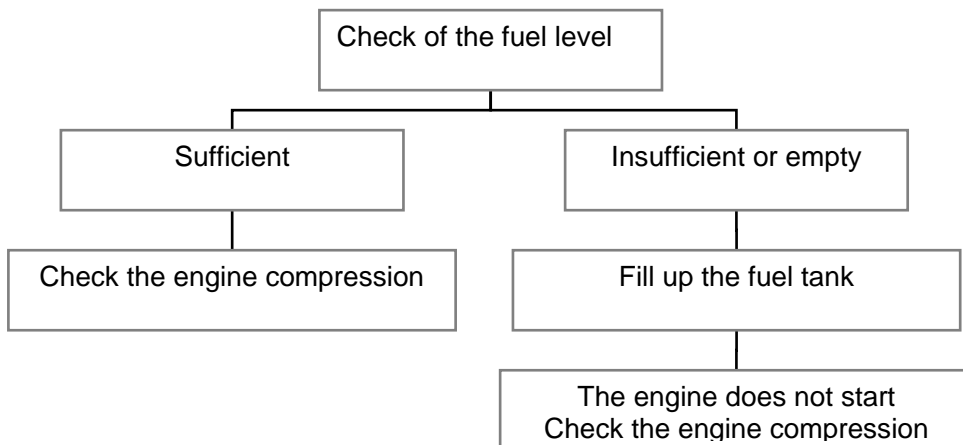 Check of the fuel level
Sufficient
Insufficient or empty
Check the engine compression
Fill up the fuel tank
The engine does not start
Check the engine compression